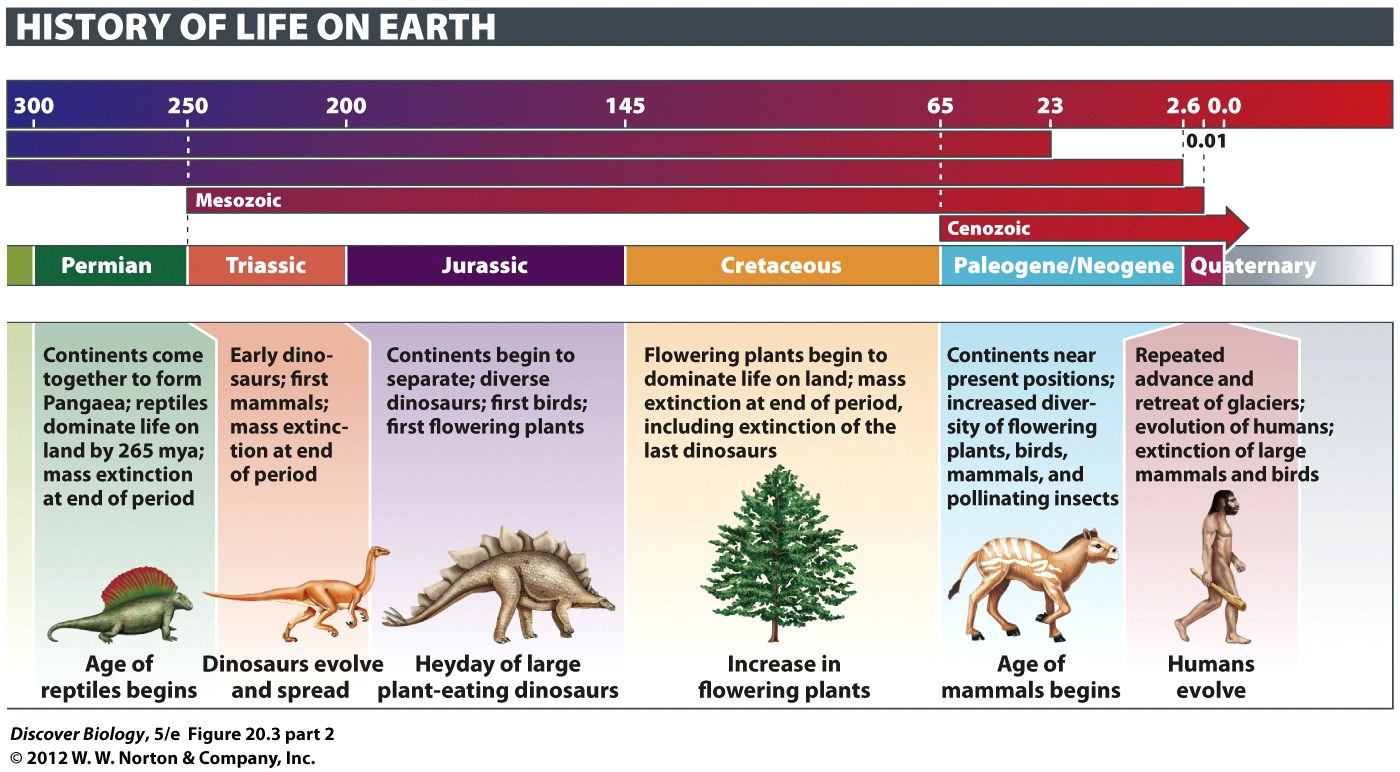 HISTORY OF LIFE ON EARTH
300 250 200 145 65 23 2.6 0.0
0.01
Mesozoic
Cenozoic
Permian Triassic Jurassic Cretaceous Paleogene/Neogene Quaternary
Continents come
together to form
Pangaea; reptiles
dominate life on
land by 265 mya;
mass extinction
at end of period
Early dino-
saurs; first
mammals;
mass extinc-
tion at end
of period
Continents begin to
separate; diverse
dinosaurs; first birds;
first flowering plants
Flowering plants begin to
dominate life on land; mass
extinction at end of period,
including extinction of the
last dinosaurs
Continents near
present positions;
increased diver-
sity of flowering
plants, birds,
mammals, and
pollinating insects
Repeated
advance and
retreat of glaciers;
evolution of humans;
extinction of large
mammals and birds
Age of
reptiles begins
Dinosaurs evolve
and spread
Heyday of large
plant-eating dinosaurs
Increase in
flowering plants
Age of
mammals begins
Humans
evolve
Discover Biology, 5/e Figure 20.3 part 2
© 2012 W. W. Norton & Company, Inc.